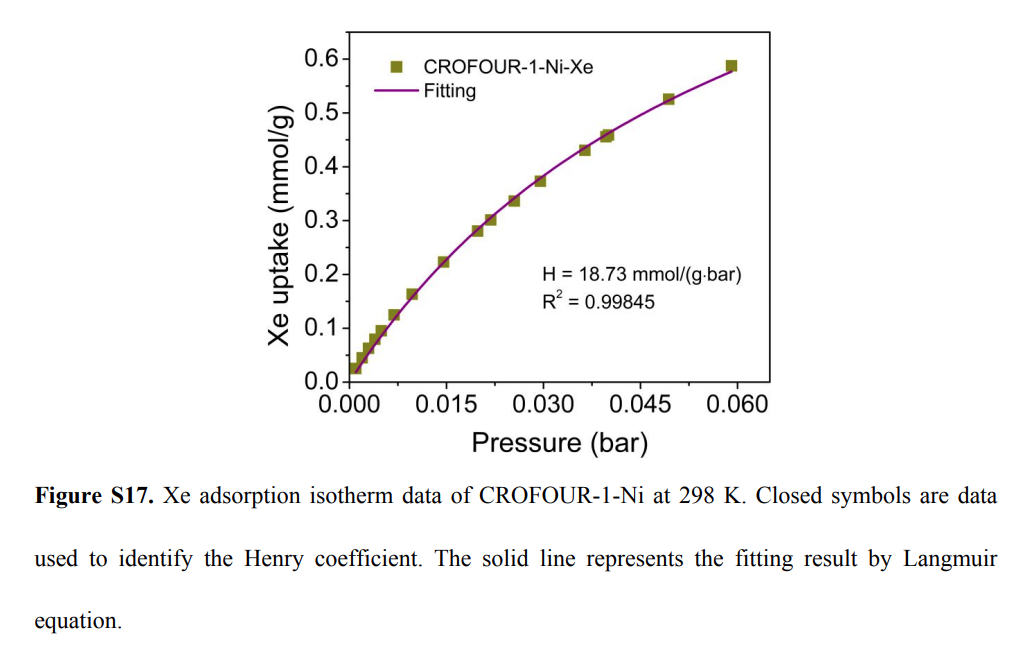 0.6
0.5
0.4
0.3
0.2
0.1
0.0
Xe uptake (mmol/g)
CROFOUR-1-Ni-Xe
Fitting
H = 18.73 mmol/(g·bar)
R² = 0.99845
0.000 0.015 0.030 0.045 0.060
Pressure (bar)
Figure S17. Xe adsorption isotherm data of CROFOUR-1-Ni at 298 K. Closed symbols are data
used to identify the Henry coefficient. The solid line represents the fitting result by Langmuir
equation.